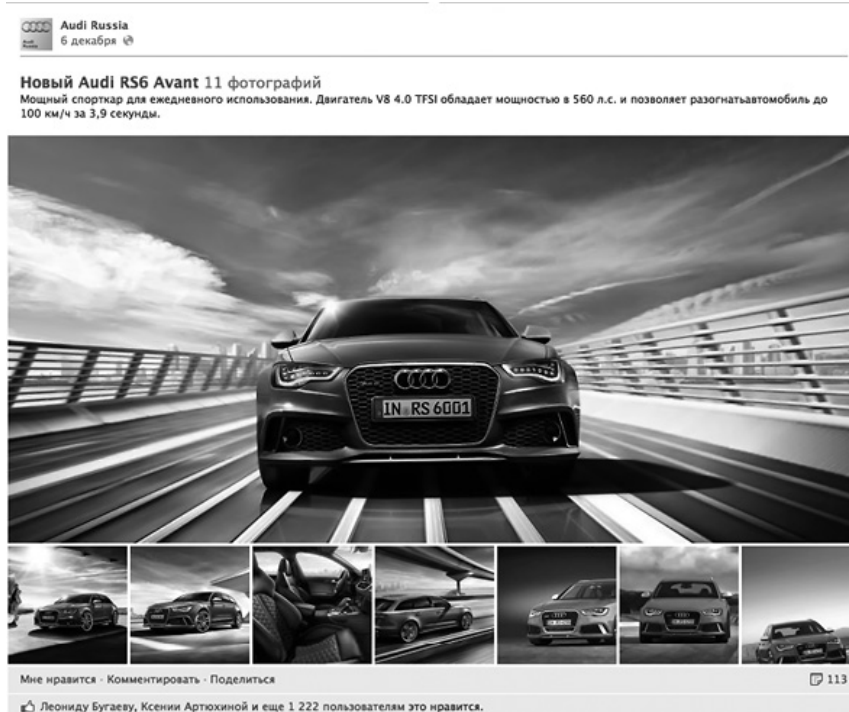 Audi Russia
6 декабря
Новый Audi RS6 Avant 11 фотографий
Мощный спорткар для ежедневного использования. Двигатель V8 4.0 TFSI обладает мощностью в 560 л.с. и позволяет разогнатьавтомобиль до
100 км/ч за 3,9 секунды.
IN RS 6001
Мне нравится · Комментировать · Поделиться
113
Леониду Бугаеву, Ксении Артюхиной и еще 1 222 пользователям это нравится.